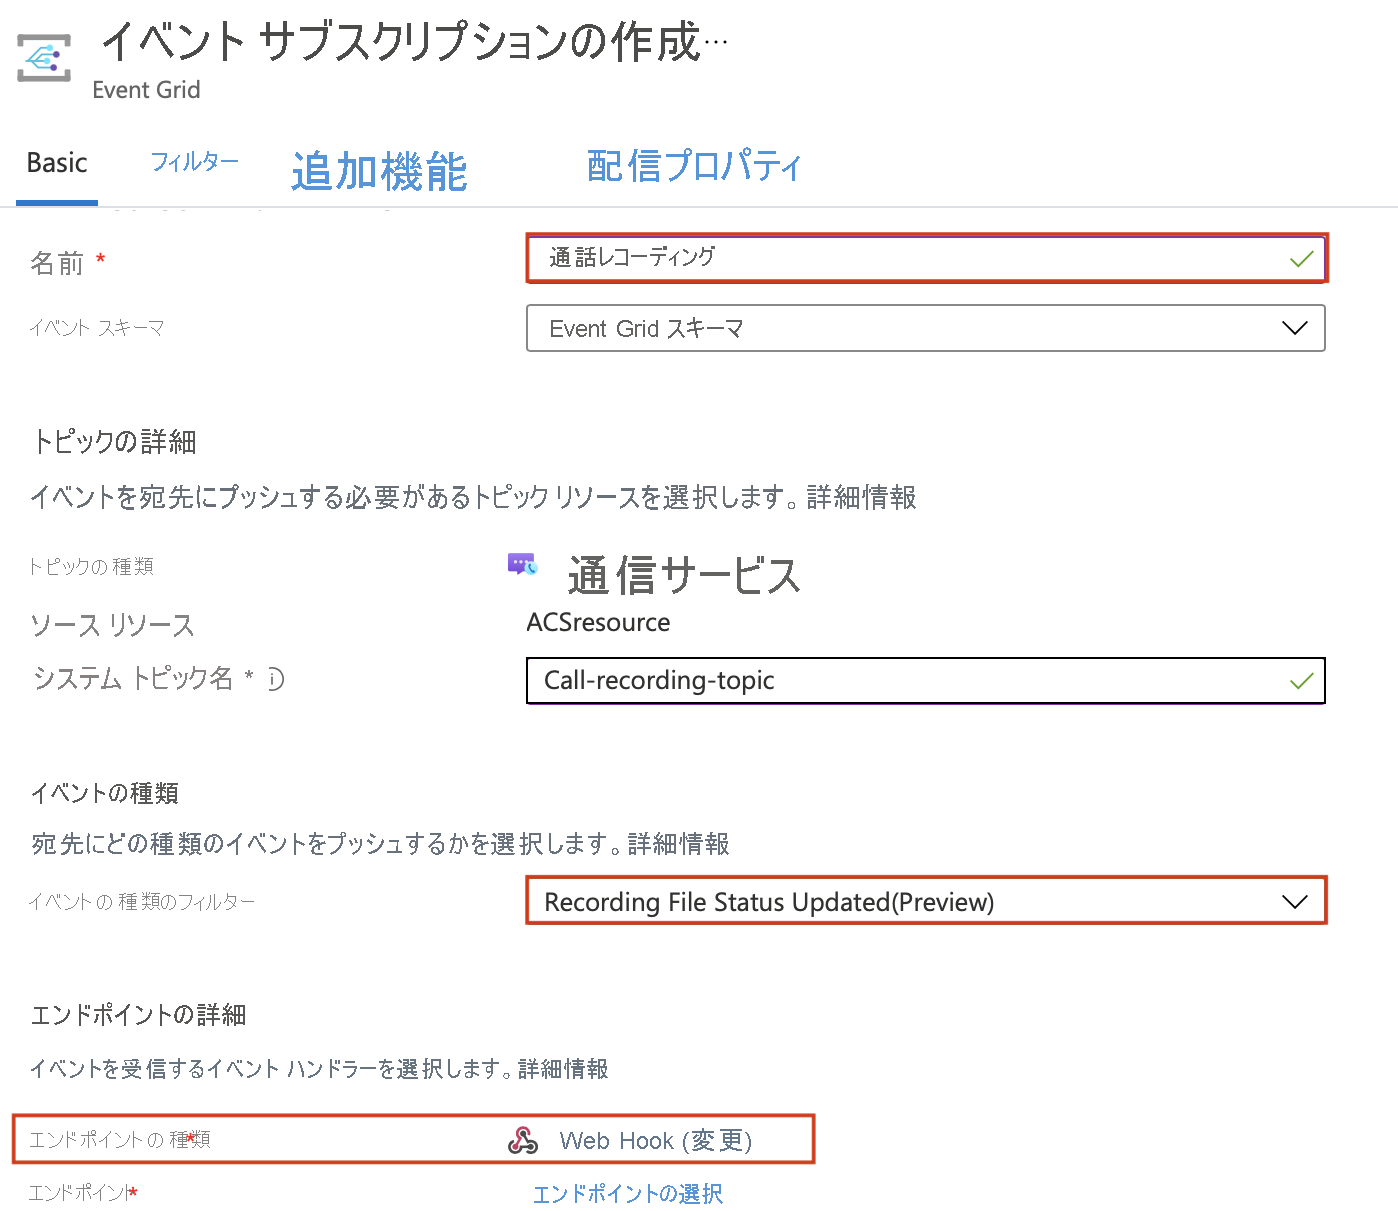 イベント サブスクリプションの作成…
Event Grid
Basic フィルター 追加機能 配信プロパティ
名前 * 通話レコーディング
イベント スキーマ Event Grid スキーマ
トピックの詳細
イベントを宛先にプッシュする必要があるトピック リソースを選択します。詳細情報
トピックの種類 通信サービス
ソース リソース ACSresource
システム トピック名 * Call-recording-topic
イベントの種類
宛先にどの種類のイベントをプッシュするかを選択します。詳細情報
イベントの種類のフィルター Recording File Status Updated(Preview)
エンドポイントの詳細
イベントを受信するイベント ハンドラーを選択します。詳細情報
エンドポイントの種類* Web Hook (変更)
エンドポイント* エンドポイントの選択